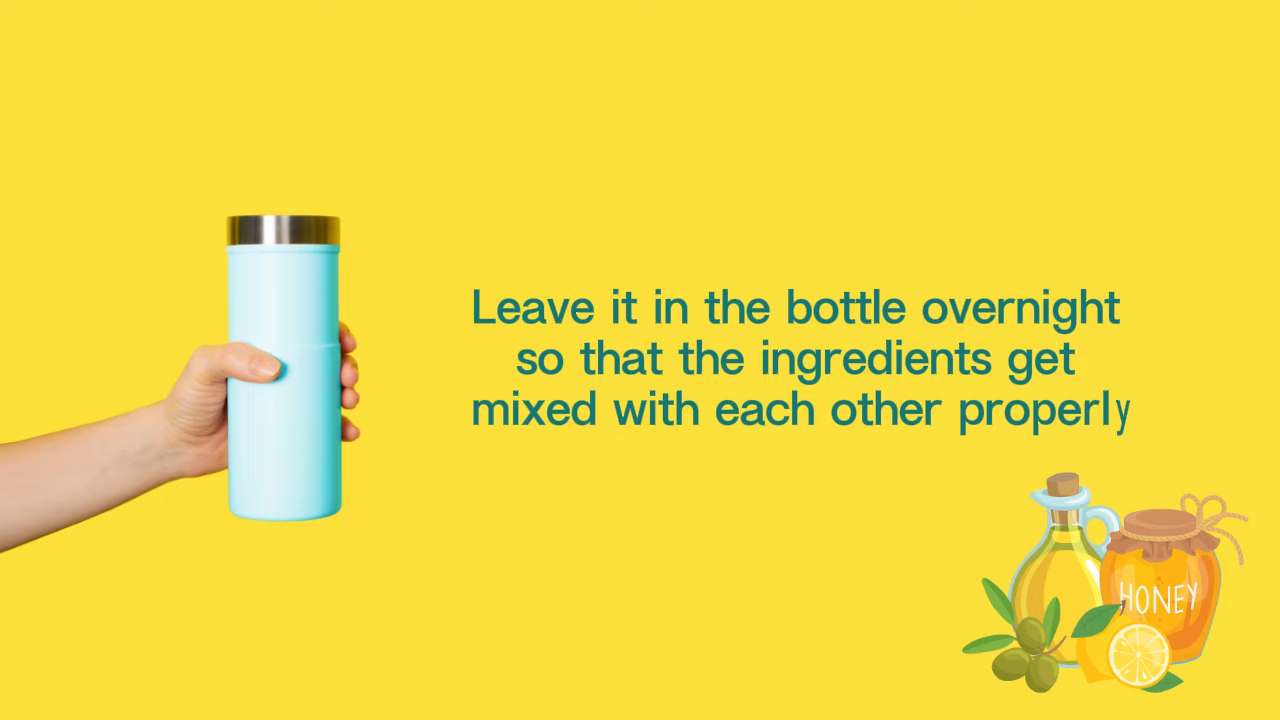 Leave it in the bottle overnight
so that the ingredients get
mixed with each other properly
HONEY